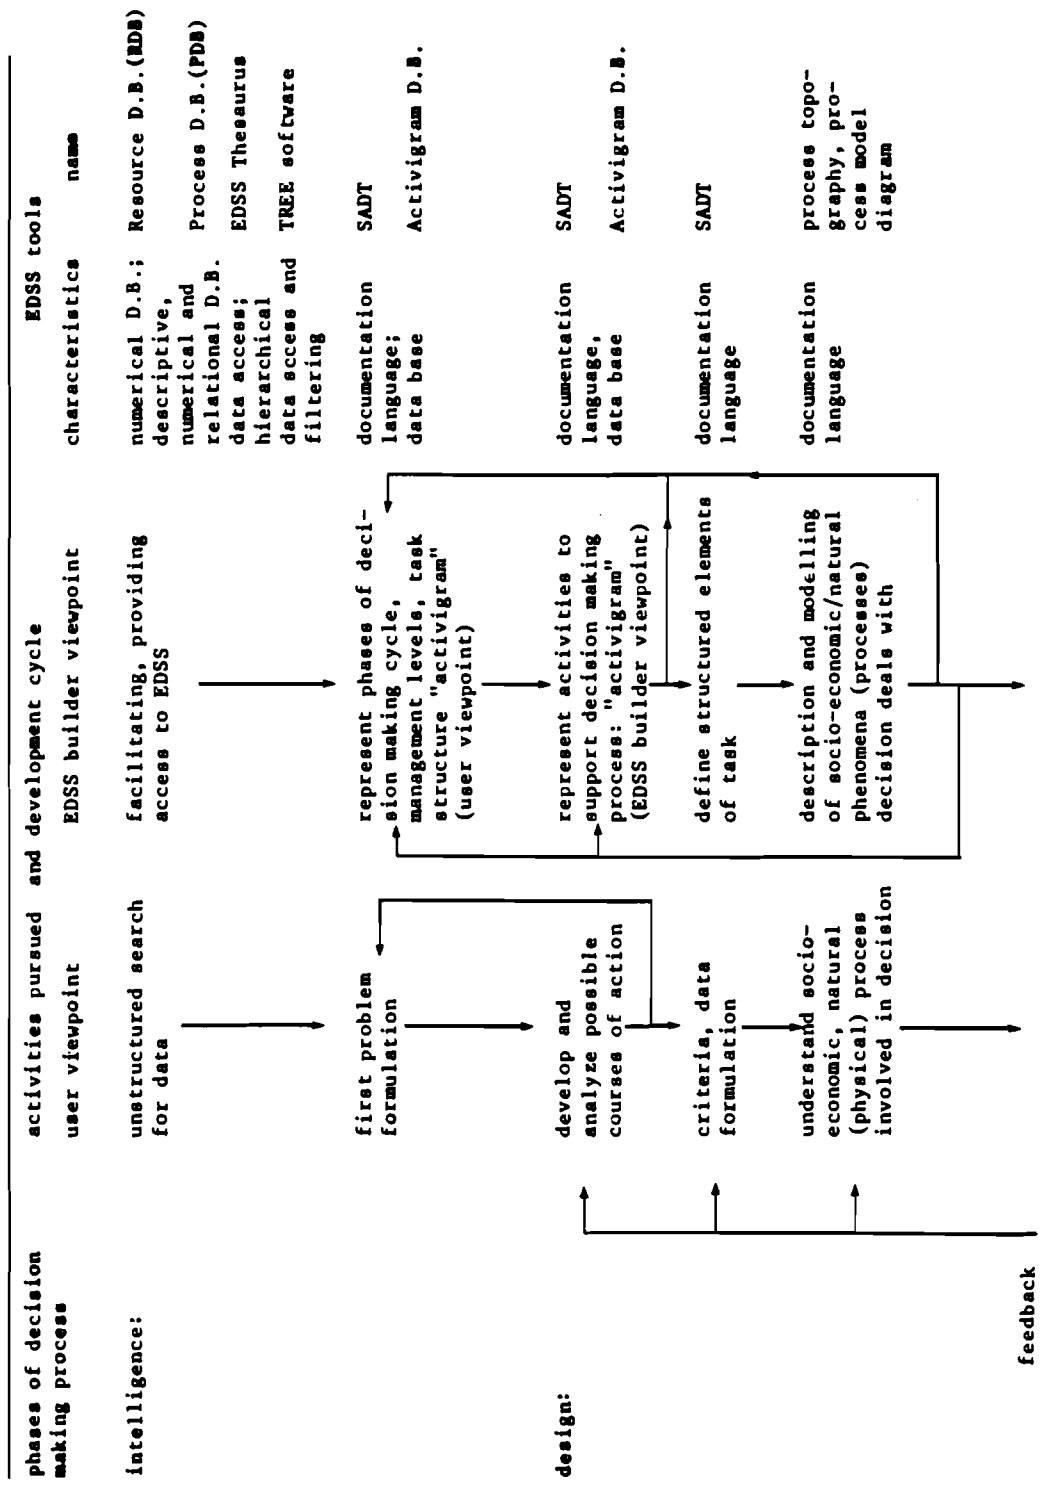 phases of decision
making process
activities pursued and development cycle
EDSS tools
user viewpoint
EDSS builder viewpoint
characteristics
name
intelligence:
unstructured search
for data
facilitating, providing
access to EDSS
numerical D.B.;
descriptive,
numerical and
relational D.B.
data access;
hierarchical
data sccess and
filtering
Resource D.B.(RDB)
Process D.B.(PDB)
EDSS Thesaurus
TREE software
first problem
formulation
represent phases of deci-
sion making cycle,
management levels, task
structure "activigram"
(user viewpoint)
documentation
language;
data base
SADT
Activigram D.B.
design:
develop and
analyze possible
courses of action
represent activities to
support decision making
process: "activigram"
(EDSS builder viewpoint)
documentation
language,
data base
SADT
Activigram D.B.
criteria, data
formulation
define structured elements
of task
documentation
language
SADT
understand socio-
economic, natural
(physical) process
involved in decision
description and modelling
of socio-economic/natural
phenomena (processes)
decision deals with
documentation
language
process topo-
graphy, pro-
cess model
diagram
feedback